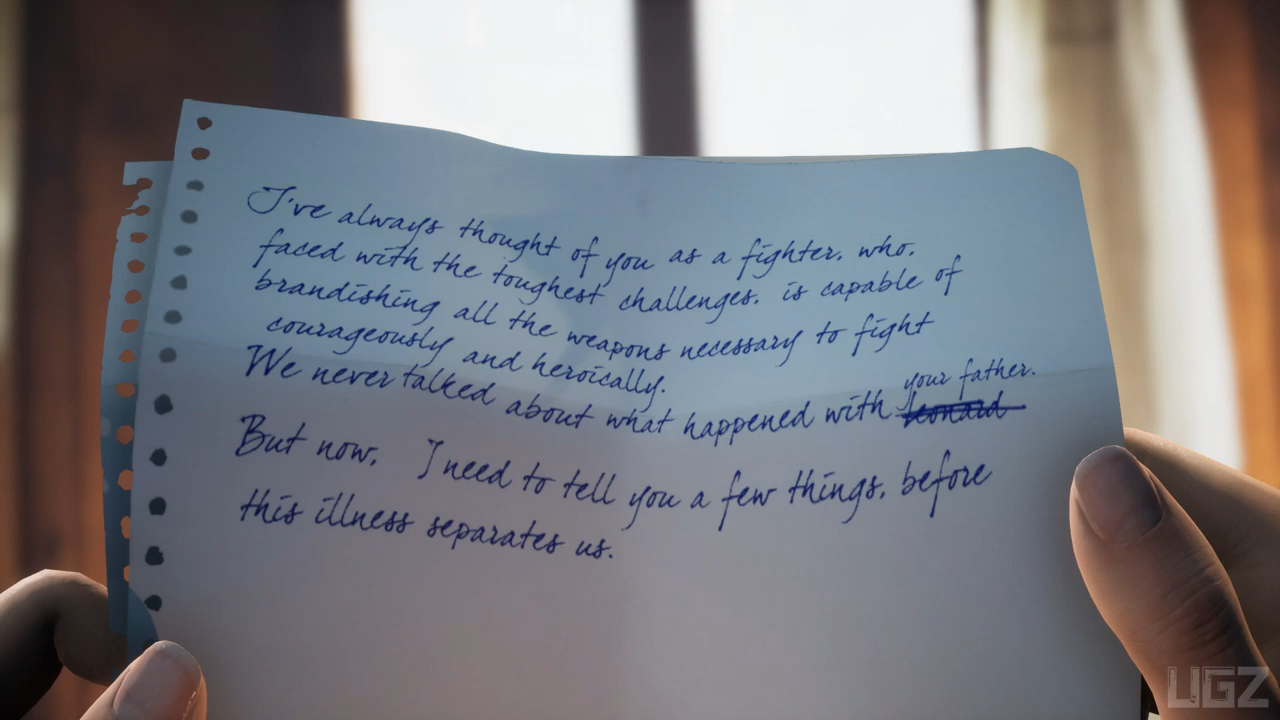 I've always thought of you as a fighter, who,
faced with the toughest challenges, is capable of
brandishing all the weapons necessary to fight
courageously and heroically.
We never talked about what happened with ~~Leonard~~ your father.
But now, I need to tell you a few things, before
this illness separates us.
UGZ